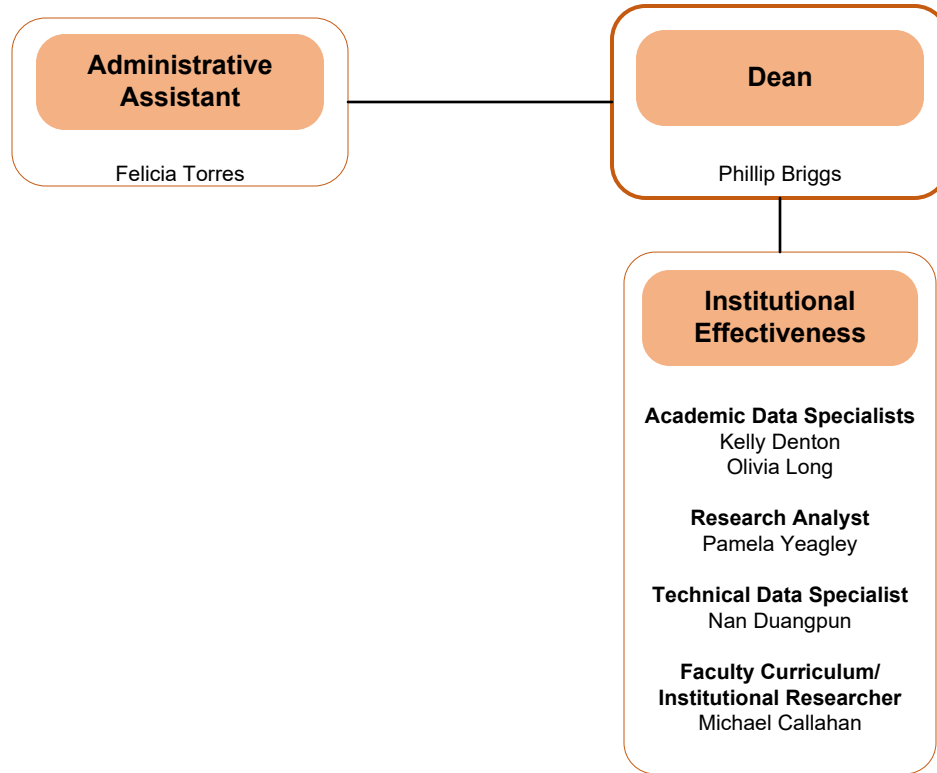 Administrative
Assistant
Felicia Torres
Dean
Phillip Briggs
Institutional
Effectiveness
Academic Data Specialists
Kelly Denton
Olivia Long
Research Analyst
Pamela Yeagley
Technical Data Specialist
Nan Duangpun
Faculty Curriculum/
Institutional Researcher
Michael Callahan